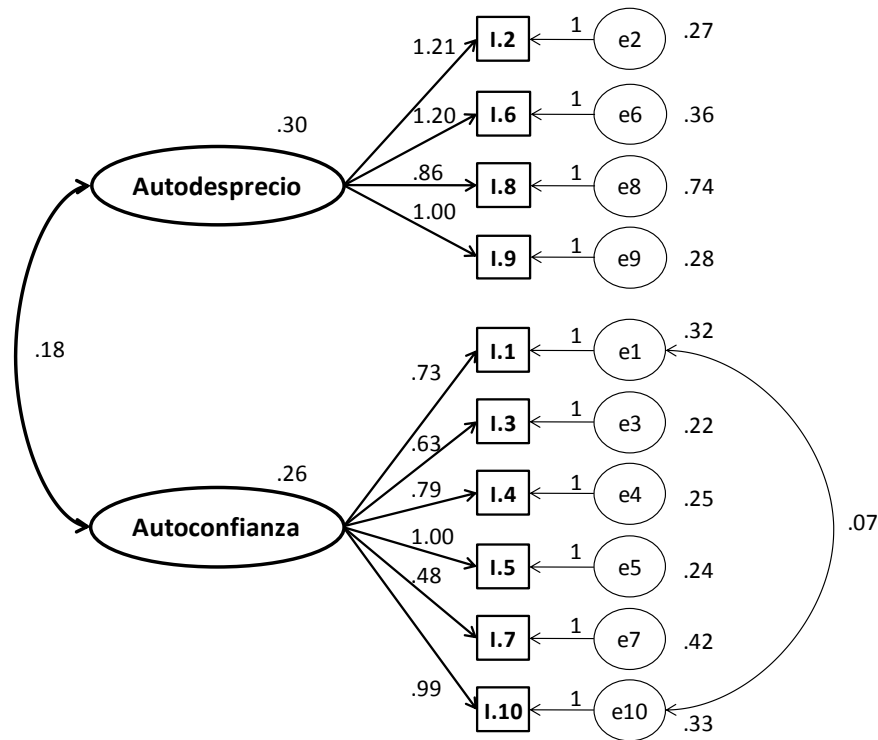 1.21
I.2
1
e2
.27
.30
1.20
I.6
1
e6
.36
Autodesprecio
.86
I.8
1
e8
.74
1.00
I.9
1
e9
.28
.18
.73
I.1
1
e1
.32
.63
I.3
1
e3
.22
.26
.79
I.4
1
e4
.25
Autoconfianza
1.00
I.5
1
e5
.24
.07
.48
I.7
1
e7
.42
.99
I.10
1
e10
.33